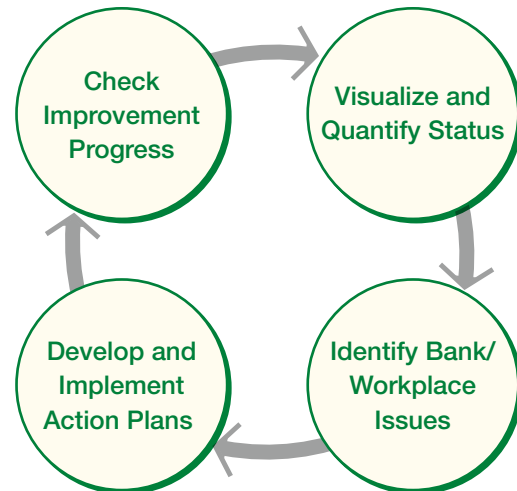 Check
Improvement
Progress
Visualize and
Quantify Status
Develop and
Implement
Action Plans
Identify Bank/
Workplace
Issues